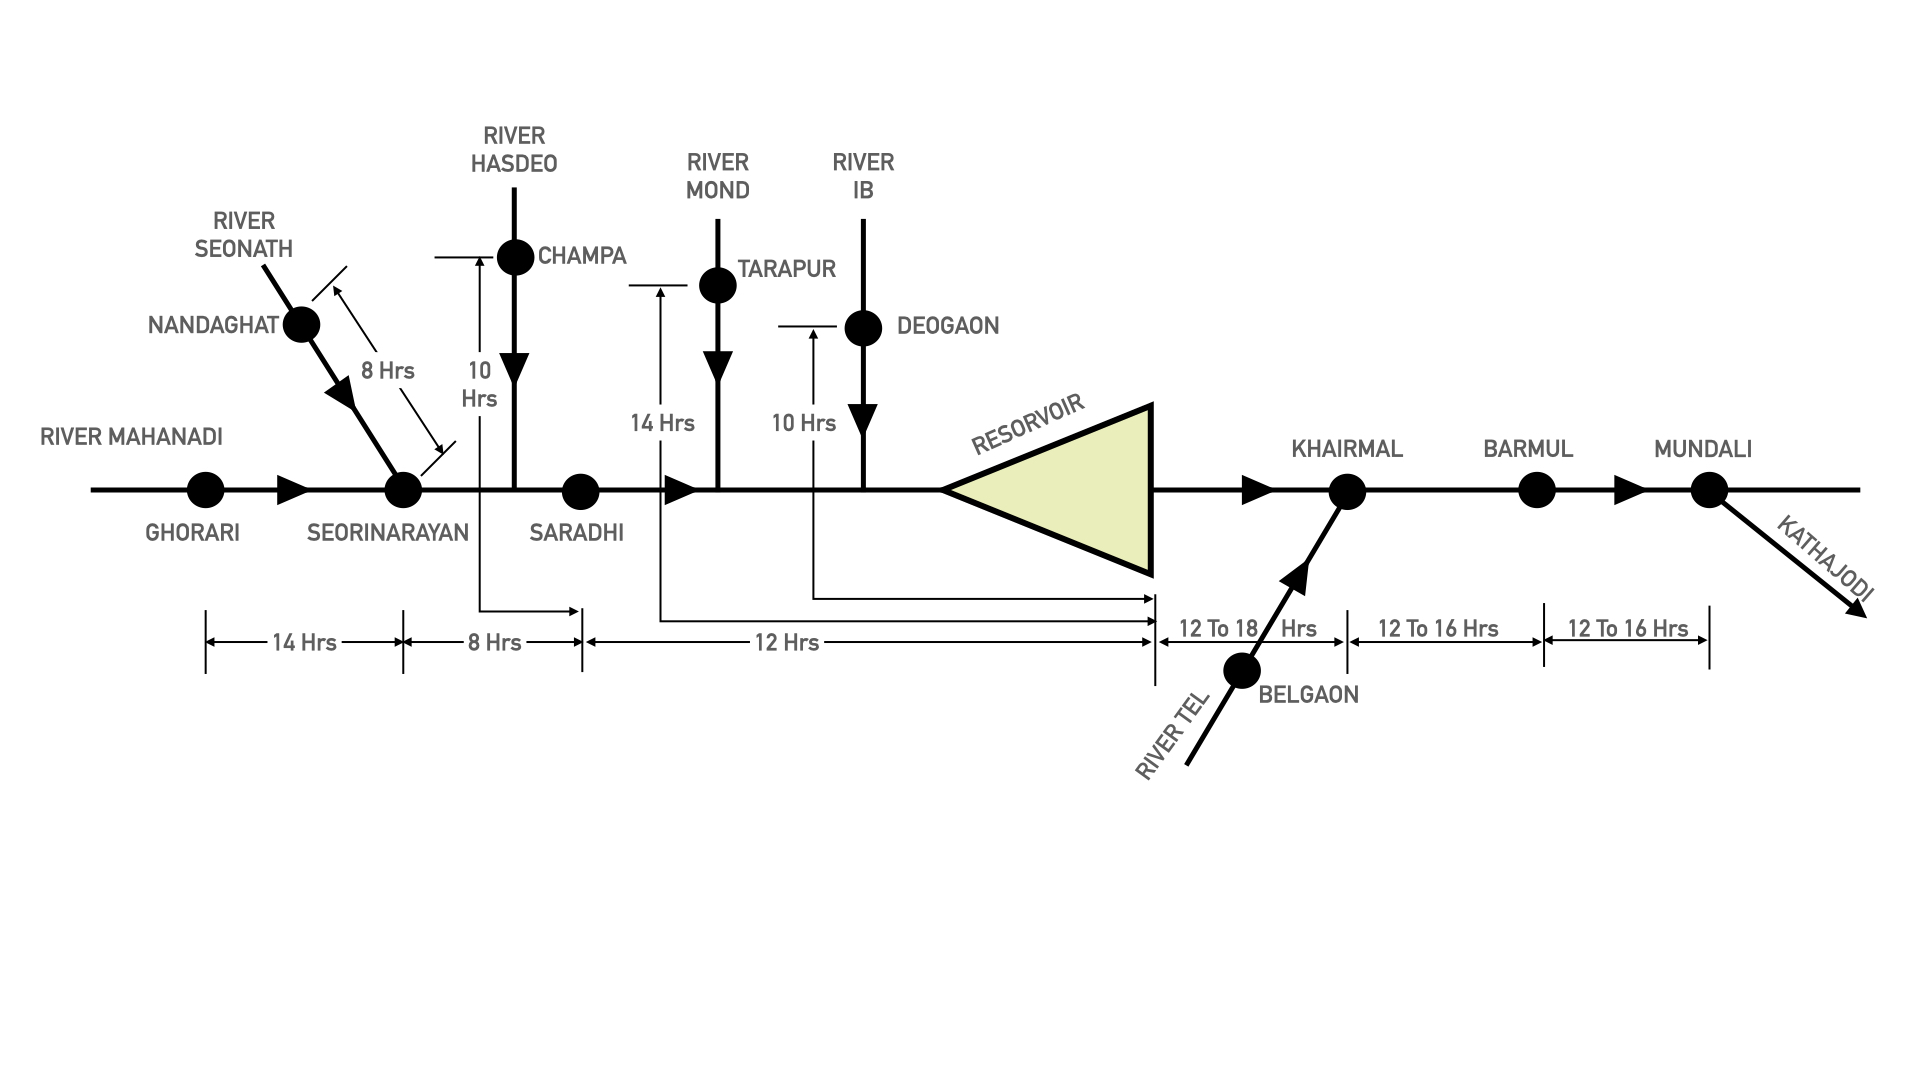 RIVER
HASDEO
RIVER
MOND
RIVER
IB
RIVER
SEONATH
CHAMPA
TARAPUR
NANDAGHAT
DEOGAON
8 Hrs
10
Hrs
14 Hrs
10 Hrs
RESORVOIR
RIVER MAHANADI
KHAIRMAL
BARMUL
MUNDALI
GHORARI
SEORINARAYAN
SARADHI
KATHAJODI
14 Hrs
8 Hrs
12 Hrs
12 To 18 Hrs
12 To 16 Hrs
12 To 16 Hrs
BELGAON
RIVER TEL